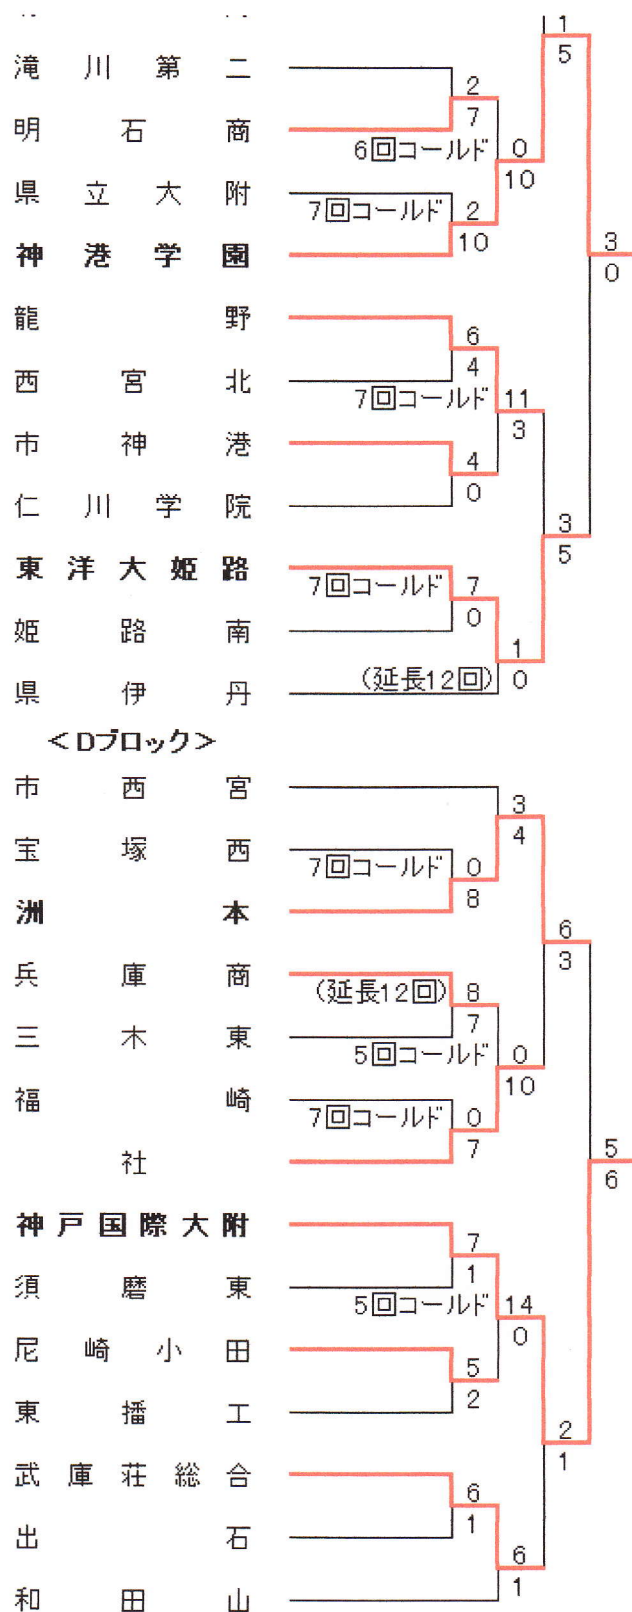 1
5
滝川第二
2
明石商
7
6回コールド
0
10
県立大附
7回コールド
2
神港学園
10
3
0
龍野
6
西宮北
4
7回コールド
11
3
市神港
4
仁川学院
0
3
5
東洋大姫路
7回コールド
7
姫路南
0
1
県伊丹
(延長12回)
0
<Dブロック>
市西宮
3
4
宝塚西
7回コールド
0
洲本
8
6
3
兵庫商
(延長12回)
8
三木東
7
5回コールド
0
10
福崎
7回コールド
0
社
7
5
6
神戸国際大附
7
須磨東
1
5回コールド
14
0
尼崎小田
5
東播工
2
2
1
武庫荘総合
6
出石
1
6
和田山
1